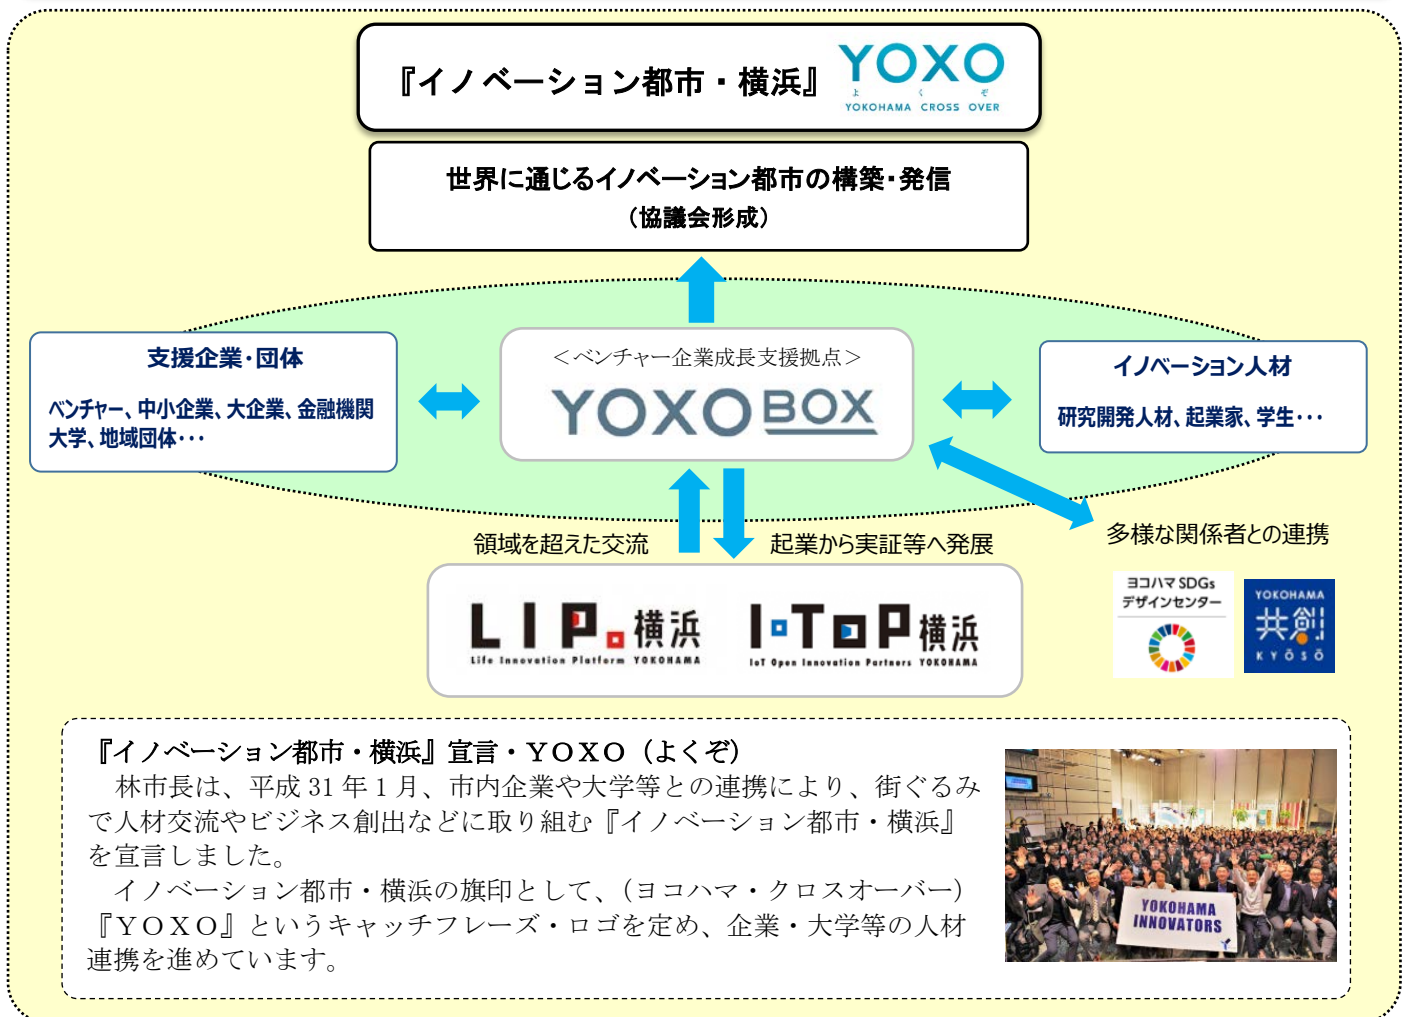 『イノベーション都市・横浜』
YOXO
よ く ぞ
YOKOHAMA CROSS OVER
世界に通じるイノベーション都市の構築・発信
（協議会形成）
支援企業・団体
ベンチャー、中小企業、大企業、金融機関
大学、地域団体・・・
＜ベンチャー企業成長支援拠点＞
YOXO BOX
イノベーション人材
研究開発人材、起業家、学生・・・
領域を超えた交流
起業から実証等へ発展
多様な関係者との連携
LIP.横浜
Life Innovation Platform YOKOHAMA
I・TOP横浜
IoT Open Innovation Partners YOKOHAMA
ヨコハマ SDGs
デザインセンター
YOKOHAMA
共創
KYŌSŌ
『イノベーション都市・横浜』宣言・ＹＯＸＯ（よくぞ）
林市長は、平成 31 年 1 月、市内企業や大学等との連携により、街ぐるみ
で人材交流やビジネス創出などに取り組む『イノベーション都市・横浜』
を宣言しました。
イノベーション都市・横浜の旗印として、（ヨコハマ・クロスオーバー）
『ＹＯＸＯ』というキャッチフレーズ・ロゴを定め、企業・大学等の人材
連携を進めています。
YOKOHAMA
INNOVATORS